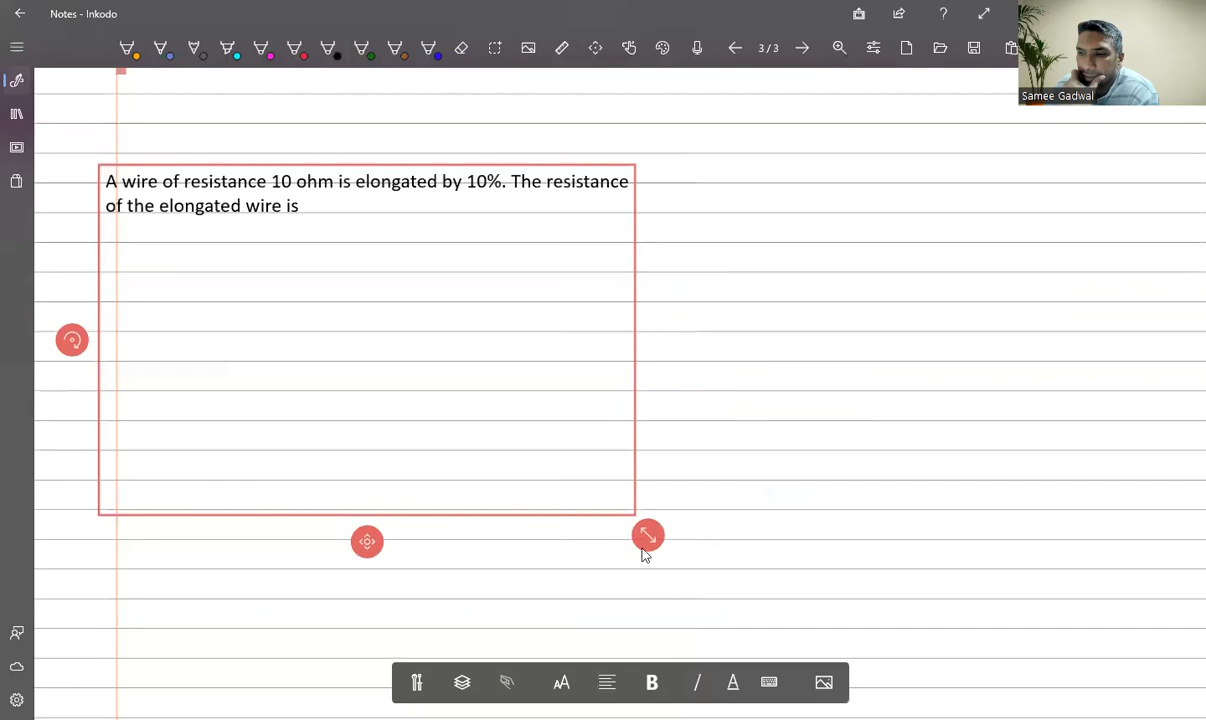 Notes - Inkodo
3 / 3
Samee Gadwal
A wire of resistance 10 ohm is elongated by 10%. The resistance
of the elongated wire is